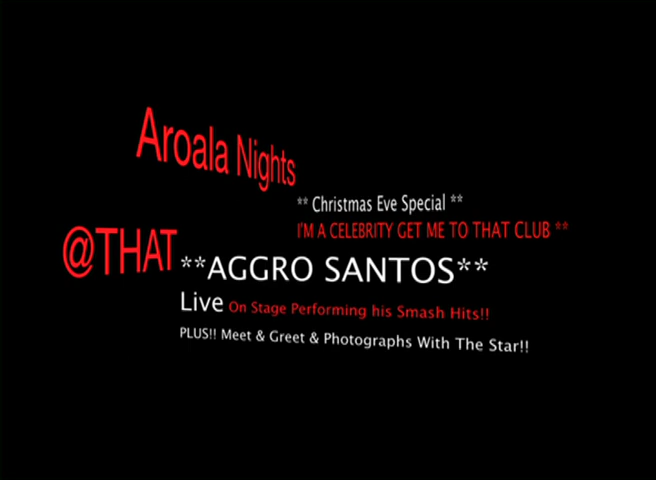 Aroala Nights
** Christmas Eve Special **
I'M A CELEBRITY GET ME TO THAT CLUB **
@THAT
**AGGRO SANTOS**
Live On Stage Performing his Smash Hits!!
PLUS!! Meet & Greet & Photographs With The Star!!